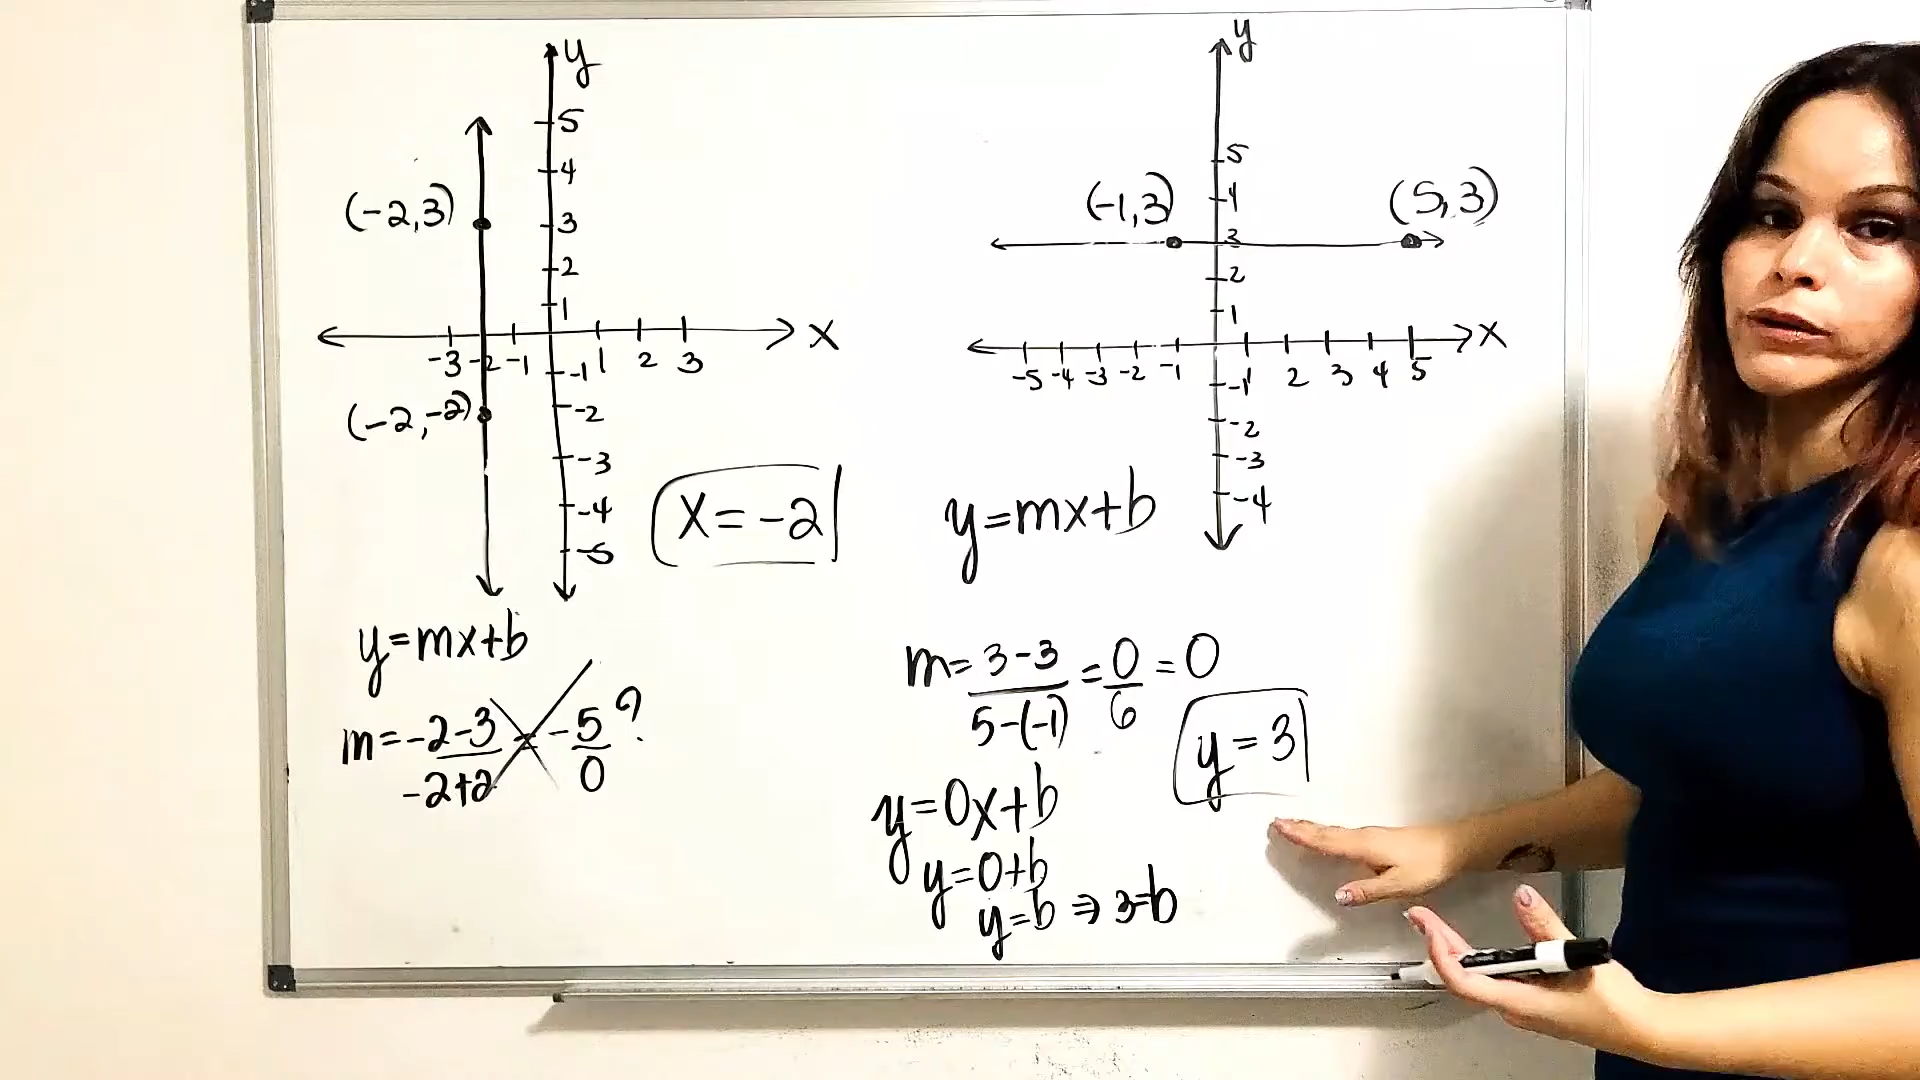 y
5
4
(-2,3)
3
2
1
x
-3 -2 -1 1 2 3
-1
(-2,-2)
-2
-3
-4
-5
x = -2
y=mx+b
m = -2-3 = -5 ?
-2+2 0
y
5
4
(-1,3) (5,3)
3
2
1
x
-5 -4 -3 -2 -1 1 2 3 4 5
-1
-2
-3
-4
y=mx+b
m = 3-3 = 0 = 0
5-(-1) 6
y = 3
y=0x+b
y=0+b
y=b ⇒ 3=b